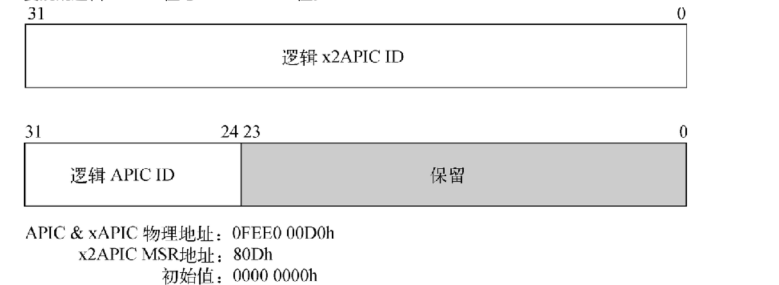 31 0
逻辑 x2APIC ID
31 24 23 0
逻辑 APIC ID 保留
APIC & xAPIC 物理地址：0FEE0 00D0h
x2APIC MSR地址：80Dh
初始值：0000 0000h